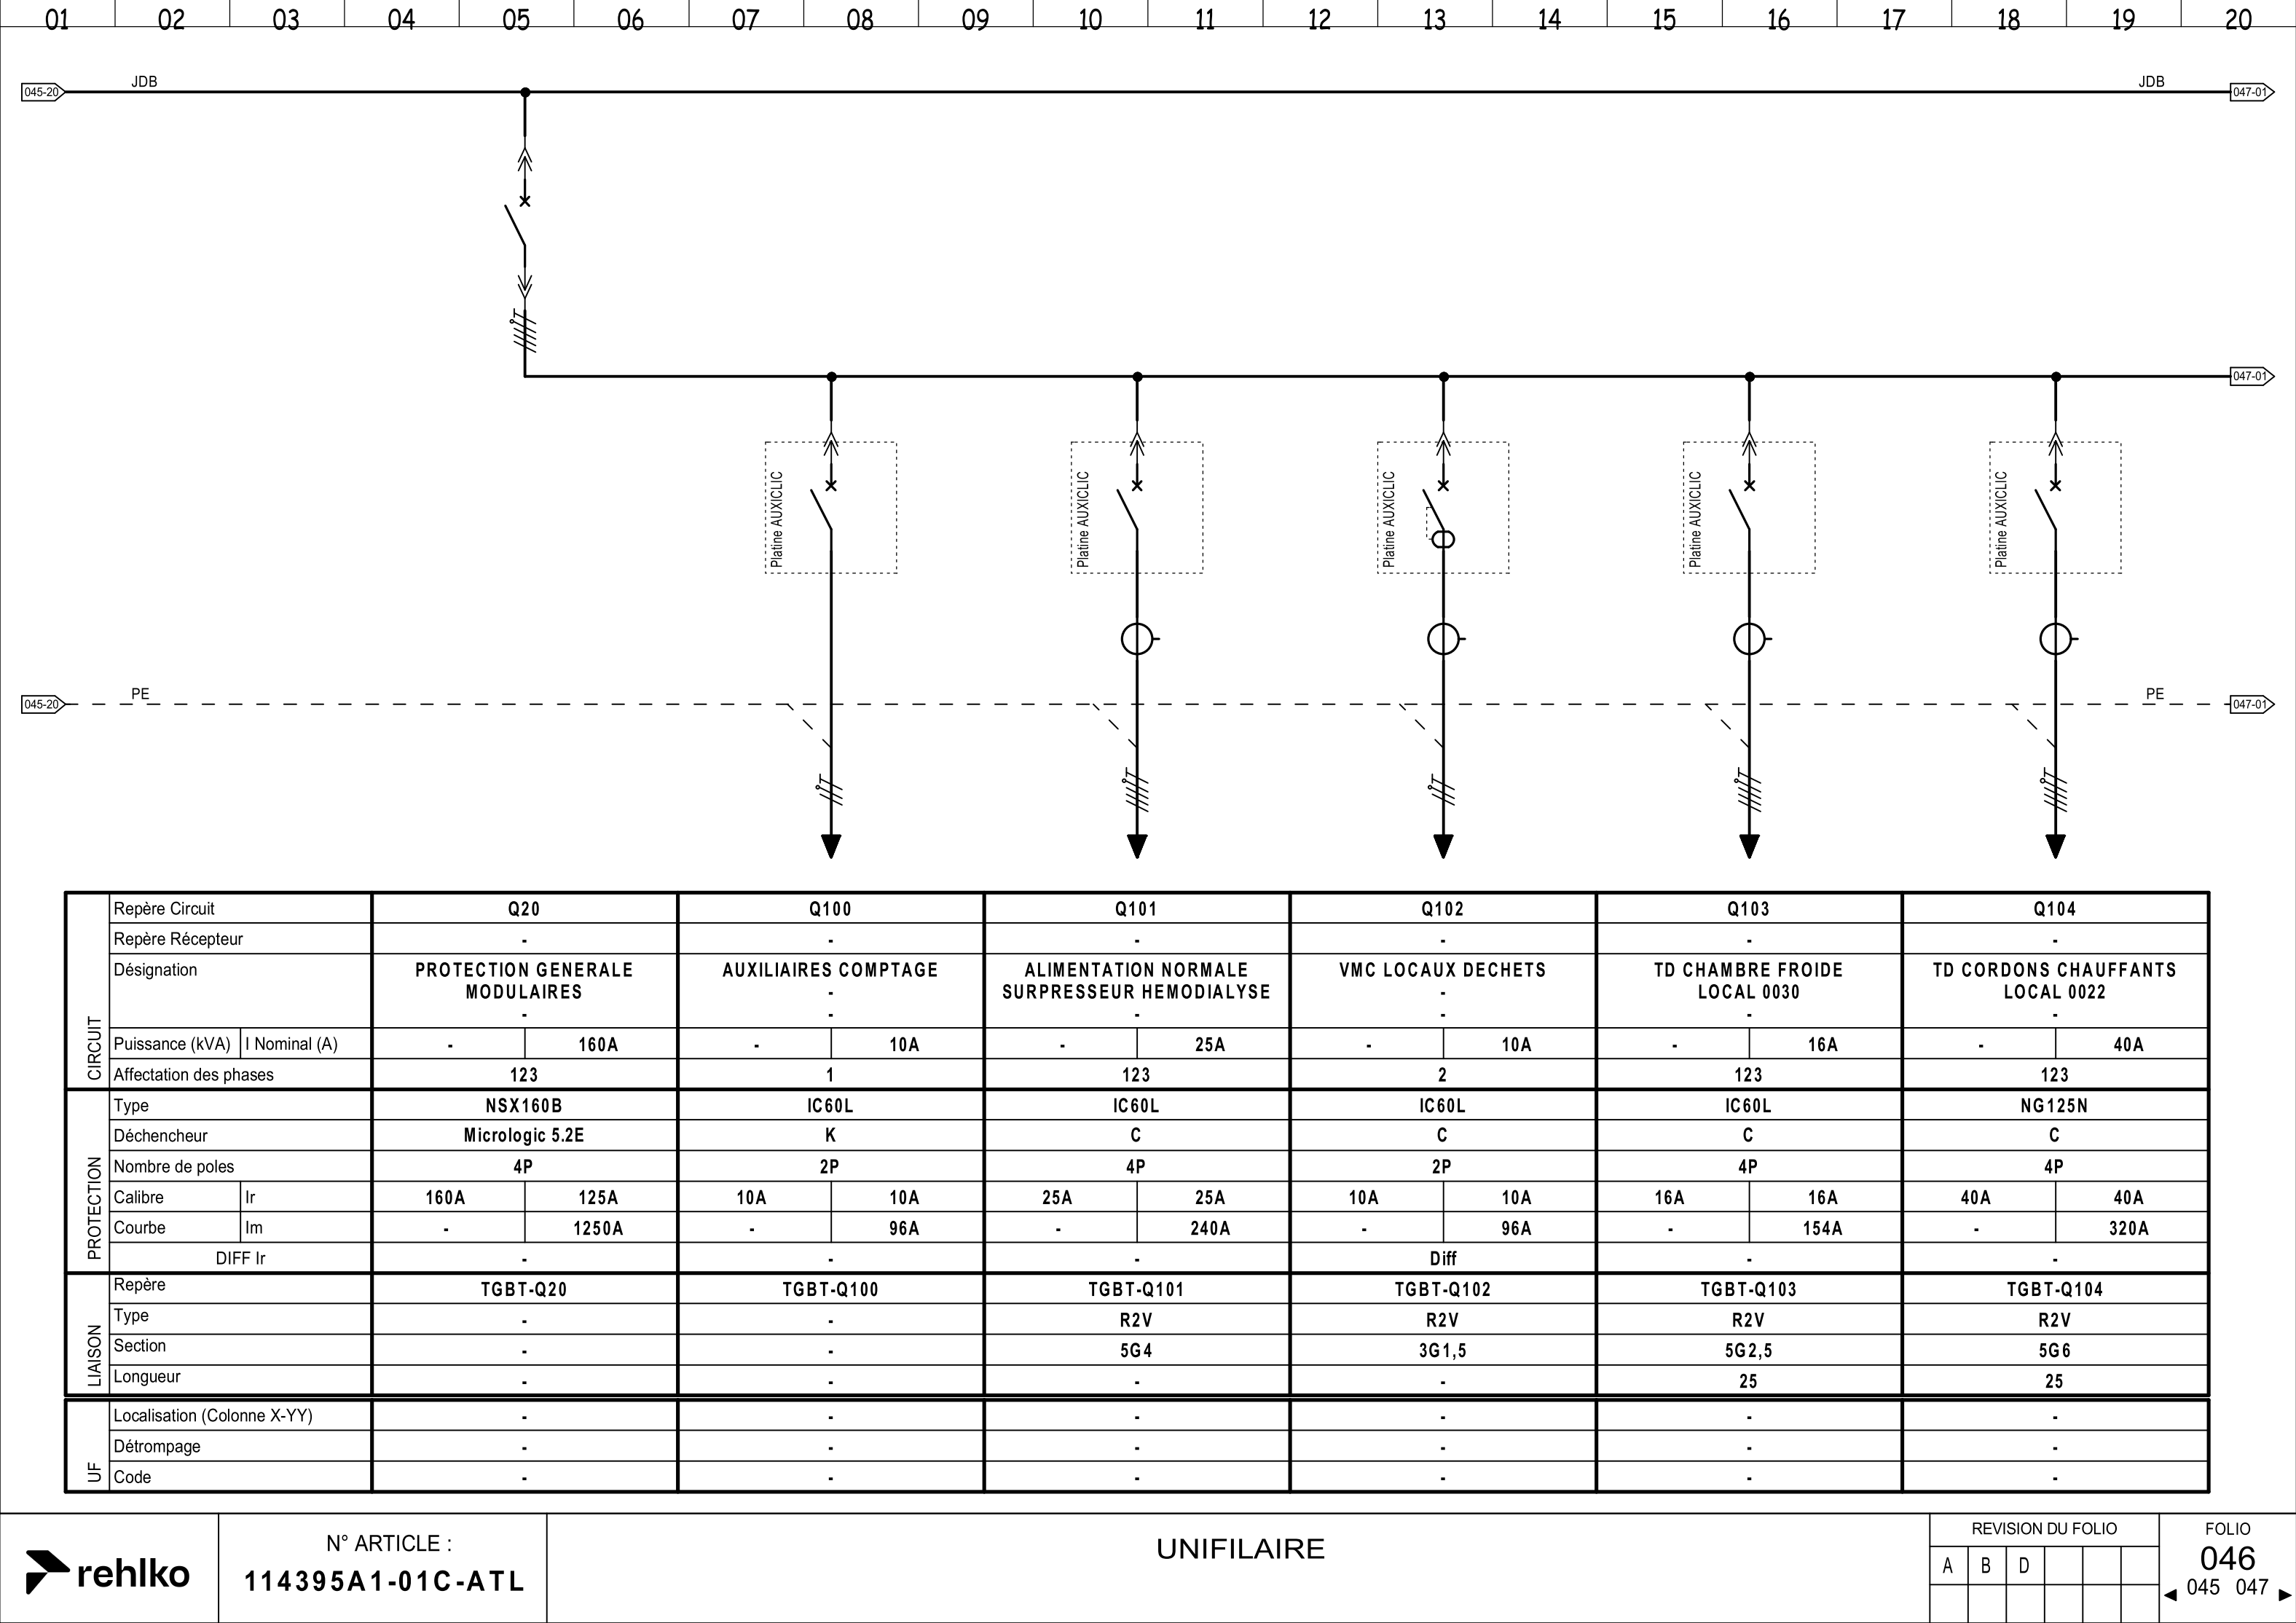 01 02 03 04 05 06 07 08 09 10 11 12 13 14 15 16 17 18 19 20
045-20 JDB JDB 047-01
047-01
Platine AUXICLIC Platine AUXICLIC Platine AUXICLIC Platine AUXICLIC Platine AUXICLIC
045-20 PE PE 047-01
CIRCUIT
Repère Circuit Q20 Q100 Q101 Q102 Q103 Q104
Repère Récepteur - - - - - -
Désignation PROTECTION GENERALE AUXILIAIRES COMPTAGE ALIMENTATION NORMALE VMC LOCAUX DECHETS TD CHAMBRE FROIDE TD CORDONS CHAUFFANTS
MODULAIRES - SURPRESSEUR HEMODIALYSE - LOCAL 0030 LOCAL 0022
- - - - - -
Puissance (kVA) I Nominal (A) - 160A - 10A - 25A - 10A - 16A - 40A
Affectation des phases 123 1 123 2 123 123
PROTECTION
Type NSX160B IC60L IC60L IC60L IC60L NG125N
Déchencheur Micrologic 5.2E K C C C C
Nombre de poles 4P 2P 4P 2P 4P 4P
Calibre Ir 160A 125A 10A 10A 25A 25A 10A 10A 16A 16A 40A 40A
Courbe Im - 1250A - 96A - 240A - 96A - 154A - 320A
DIFF Ir - - - Diff - -
LIAISON
Repère TGBT-Q20 TGBT-Q100 TGBT-Q101 TGBT-Q102 TGBT-Q103 TGBT-Q104
Type - - R2V R2V R2V R2V
Section - - 5G4 3G1,5 5G2,5 5G6
Longueur - - - - 25 25
UF
Localisation (Colonne X-YY) - - - - - -
Détrompage - - - - - -
Code - - - - - -
rehlko
N° ARTICLE :
114395A1-01C-ATL
UNIFILAIRE
REVISION DU FOLIO
A B D
FOLIO
046
045 047